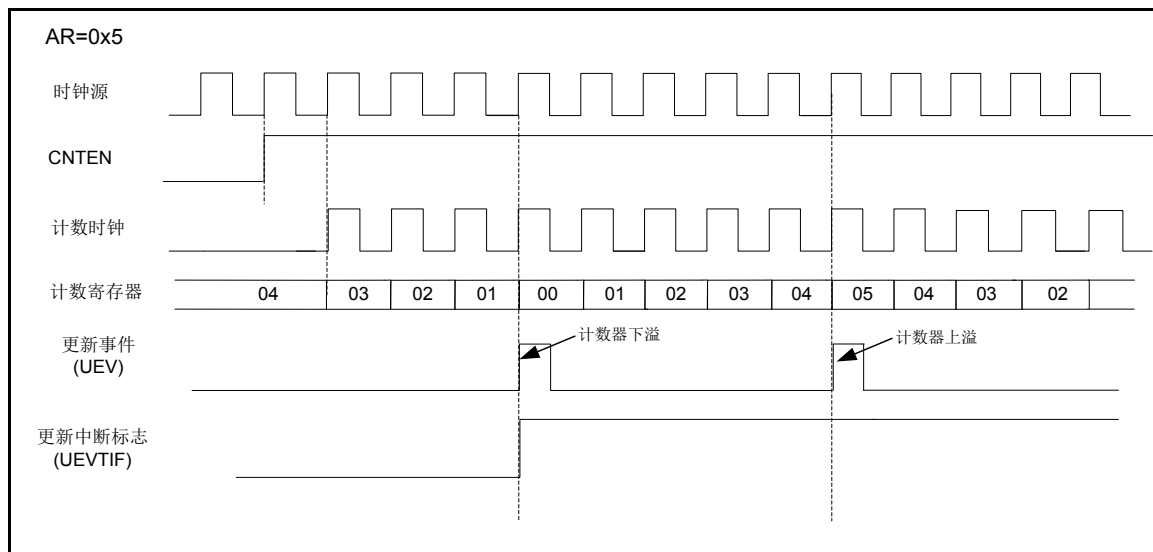 AR=0x5
时钟源
CNTEN
计数时钟
计数寄存器
04 03 02 01 00 01 02 03 04 05 04 03 02
更新事件
(UEV)
计数器下溢
计数器上溢
更新中断标志
(UEVTIF)